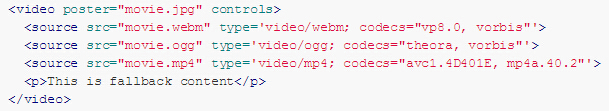 <video poster="movie.jpg" controls>
<source src="movie.webm" type='video/webm; codecs="vp8.0, vorbis"'>
<source src="movie.ogg" type='video/ogg; codecs="theora, vorbis"'>
<source src="movie.mp4" type='video/mp4; codecs="avc1.4D401E, mp4a.40.2"'>
<p>This is fallback content</p>
</video>